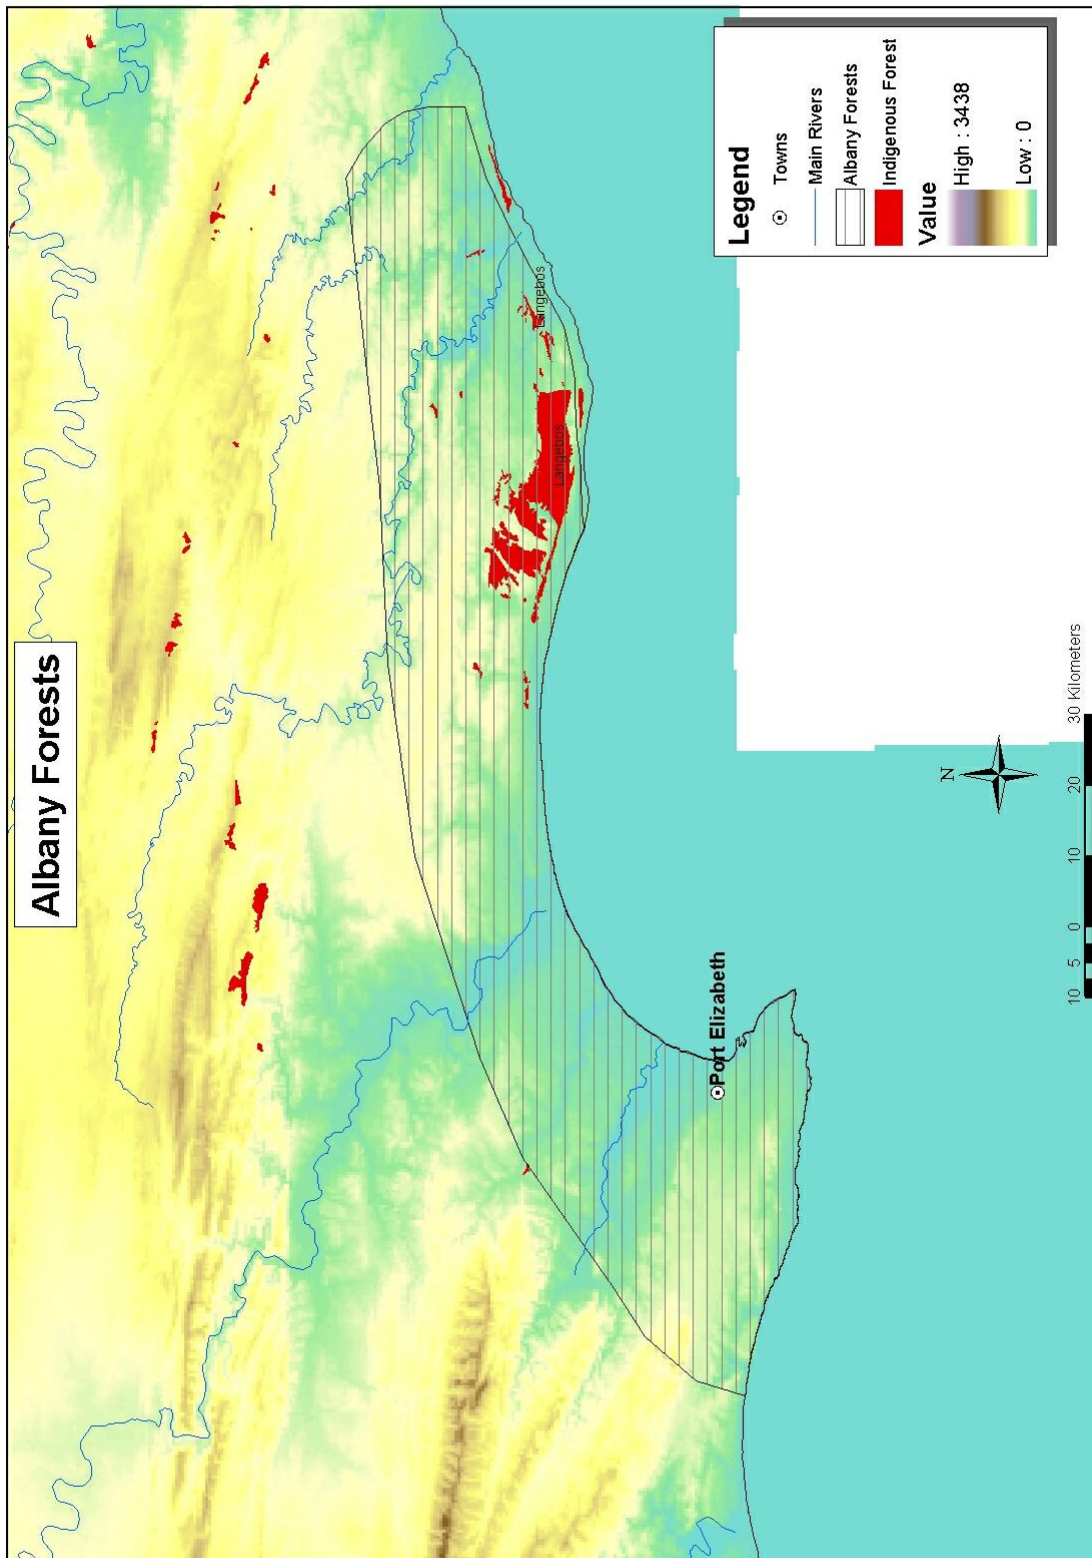 Albany Forests
Langebos
Langebos
Port Elizabeth
N
10 5 0 10 20 30 Kilometers
Legend
Towns
Main Rivers
Albany Forests
Indigenous Forest
Value
High : 3438
Low : 0